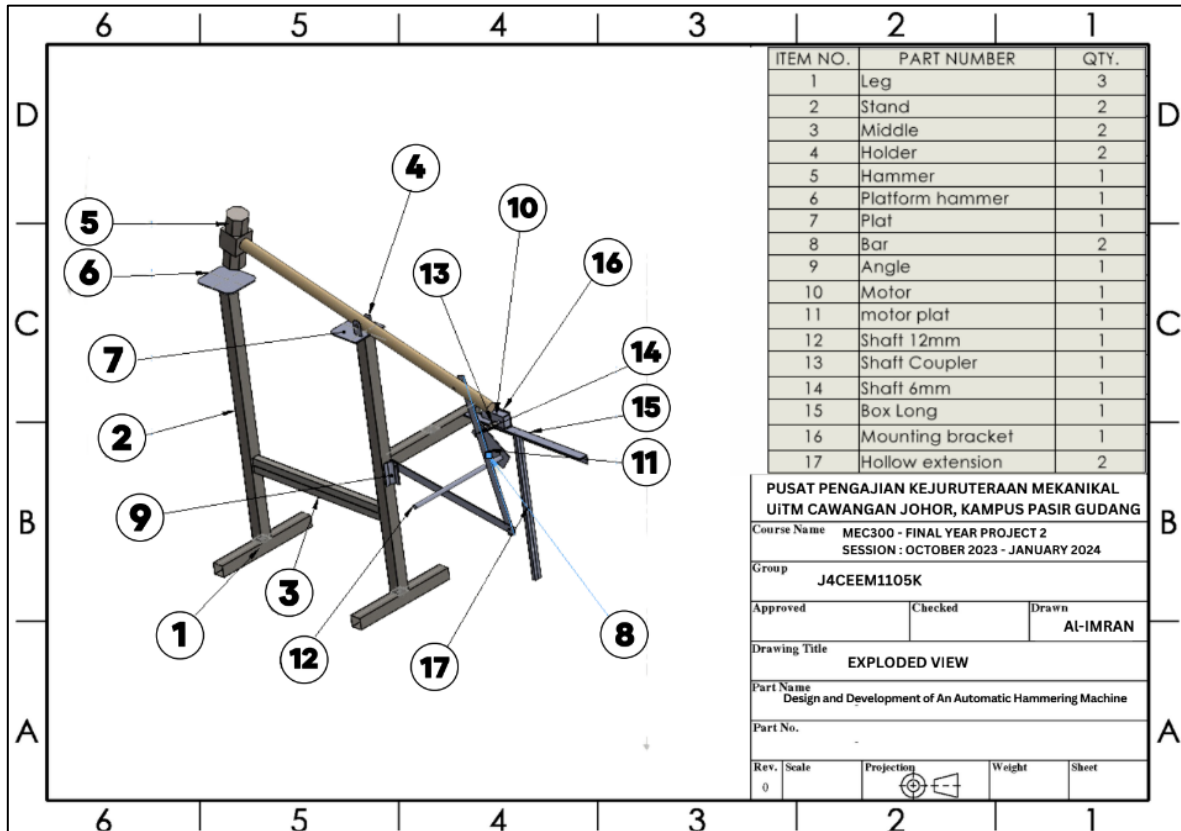 6 5 4 3 2 1
D D
C C
B B
A A
ITEM NO. PART NUMBER QTY.
1 Leg 3
2 Stand 2
3 Middle 2
4 Holder 2
5 Hammer 1
6 Platform hammer 1
7 Plat 1
8 Bar 2
9 Angle 1
10 Motor 1
11 motor plat 1
12 Shaft 12mm 1
13 Shaft Coupler 1
14 Shaft 6mm 1
15 Box Long 1
16 Mounting bracket 1
17 Hollow extension 2
4
10
5
13
16
6
7
14
15
2
11
9
3
1
12
17
8
PUSAT PENGAJIAN KEJURUTERAAN MEKANIKAL
UiTM CAWANGAN JOHOR, KAMPUS PASIR GUDANG
Course Name MEC300 - FINAL YEAR PROJECT 2
SESSION : OCTOBER 2023 - JANUARY 2024
Group
J4CEEM1105K
Approved Checked Drawn
Al-IMRAN
Drawing Title
EXPLODED VIEW
Part Name
Design and Development of An Automatic Hammering Machine
-
Part No.
-
Rev. Scale Projection Weight Sheet
0
6 5 4 3 2 1